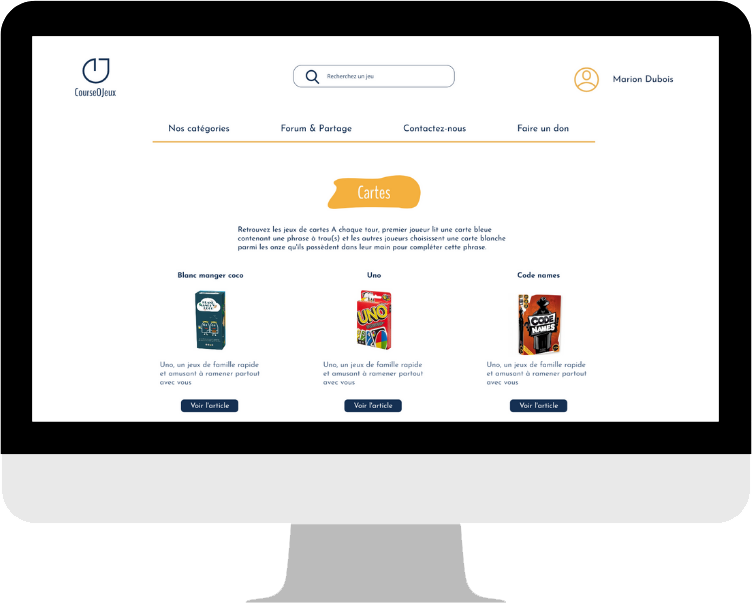 CourseOJeux
Recherchez un jeu
Marion Dubois
Nos catégories
Forum & Partage
Contactez-nous
Faire un don
Cartes
Retrouvez les jeux de cartes A chaque tour, premier joueur lit une carte bleue
contenant une phrase à trou(s) et les autres joueurs choisissent une carte blanche
parmi les onze qu'ils possèdent dans leur main pour compléter cette phrase.
Blanc manger coco
Uno
Code names
BLANC
MANGER
COCO
UNO
CODE
NAMES
Uno, un jeux de famille rapide
et amusant à ramener partout
avec vous
Uno, un jeux de famille rapide
et amusant à ramener partout
avec vous
Uno, un jeux de famille rapide
et amusant à ramener partout
avec vous
Voir l'article
Voir l'article
Voir l'article